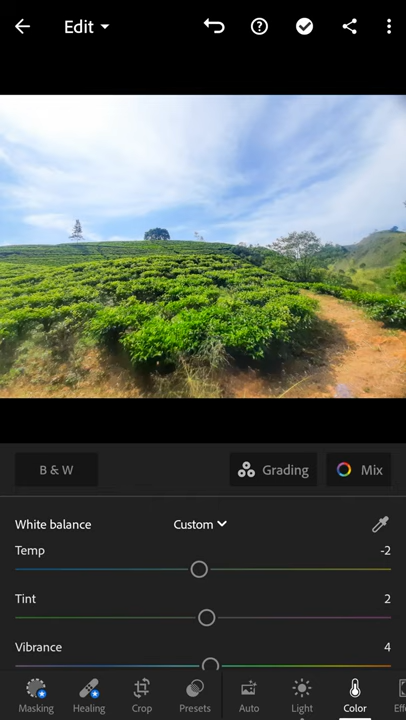 Edit
B & W
Grading
Mix
White balance
Custom
Temp
-2
Tint
2
Vibrance
4
Masking
Healing
Crop
Presets
Auto
Light
Color
Effe